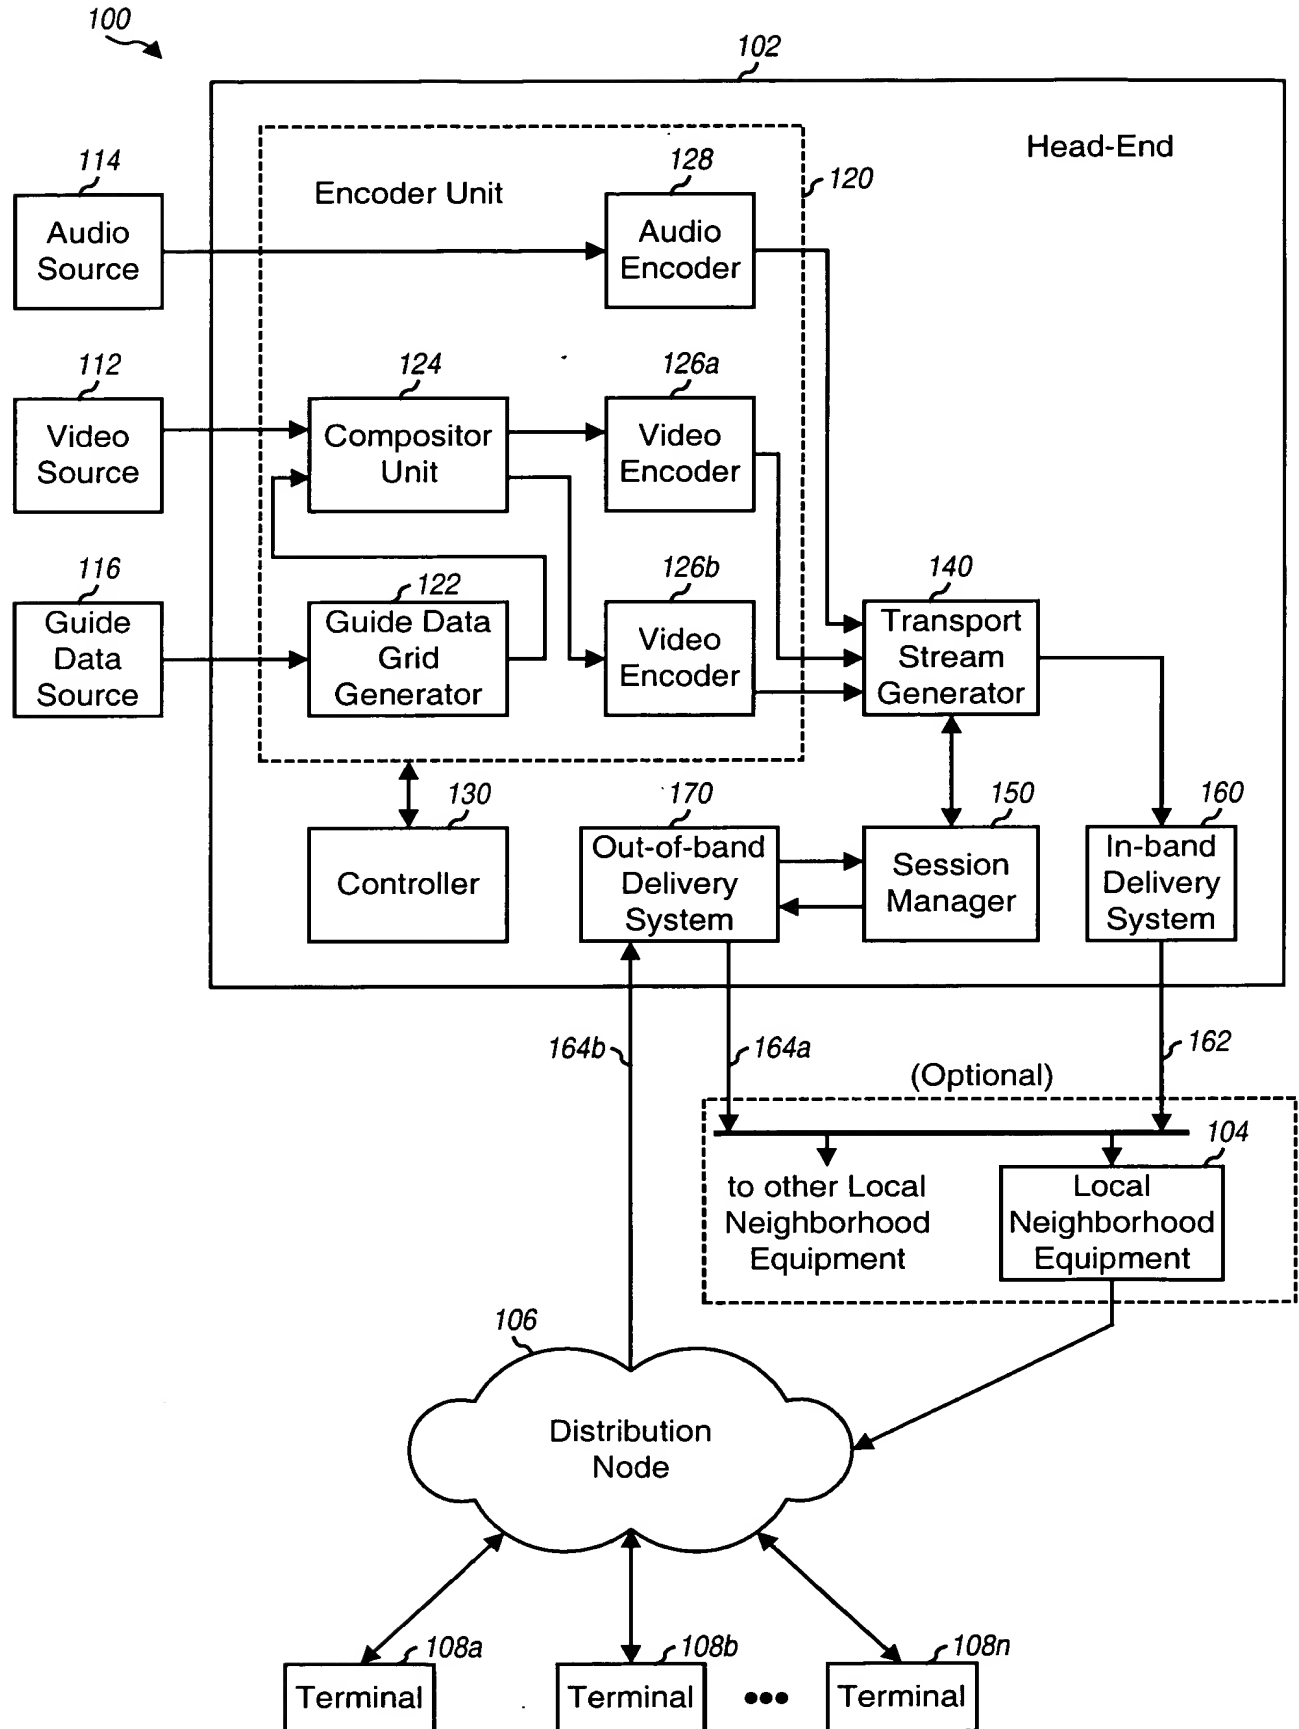 100
102
Head-End
114
128
120
Encoder Unit
Audio
Source
Audio
Encoder
112
124
126a
Video
Source
Compositor
Unit
Video
Encoder
116
122
126b
140
Guide
Data
Source
Guide Data
Grid
Generator
Video
Encoder
Transport
Stream
Generator
130
170
150
160
Controller
Out-of-band
Delivery
System
Session
Manager
In-band
Delivery
System
164b
164a
162
(Optional)
104
to other Local
Neighborhood
Equipment
Local
Neighborhood
Equipment
106
Distribution
Node
108a
108b
108n
Terminal
Terminal
•••
Terminal